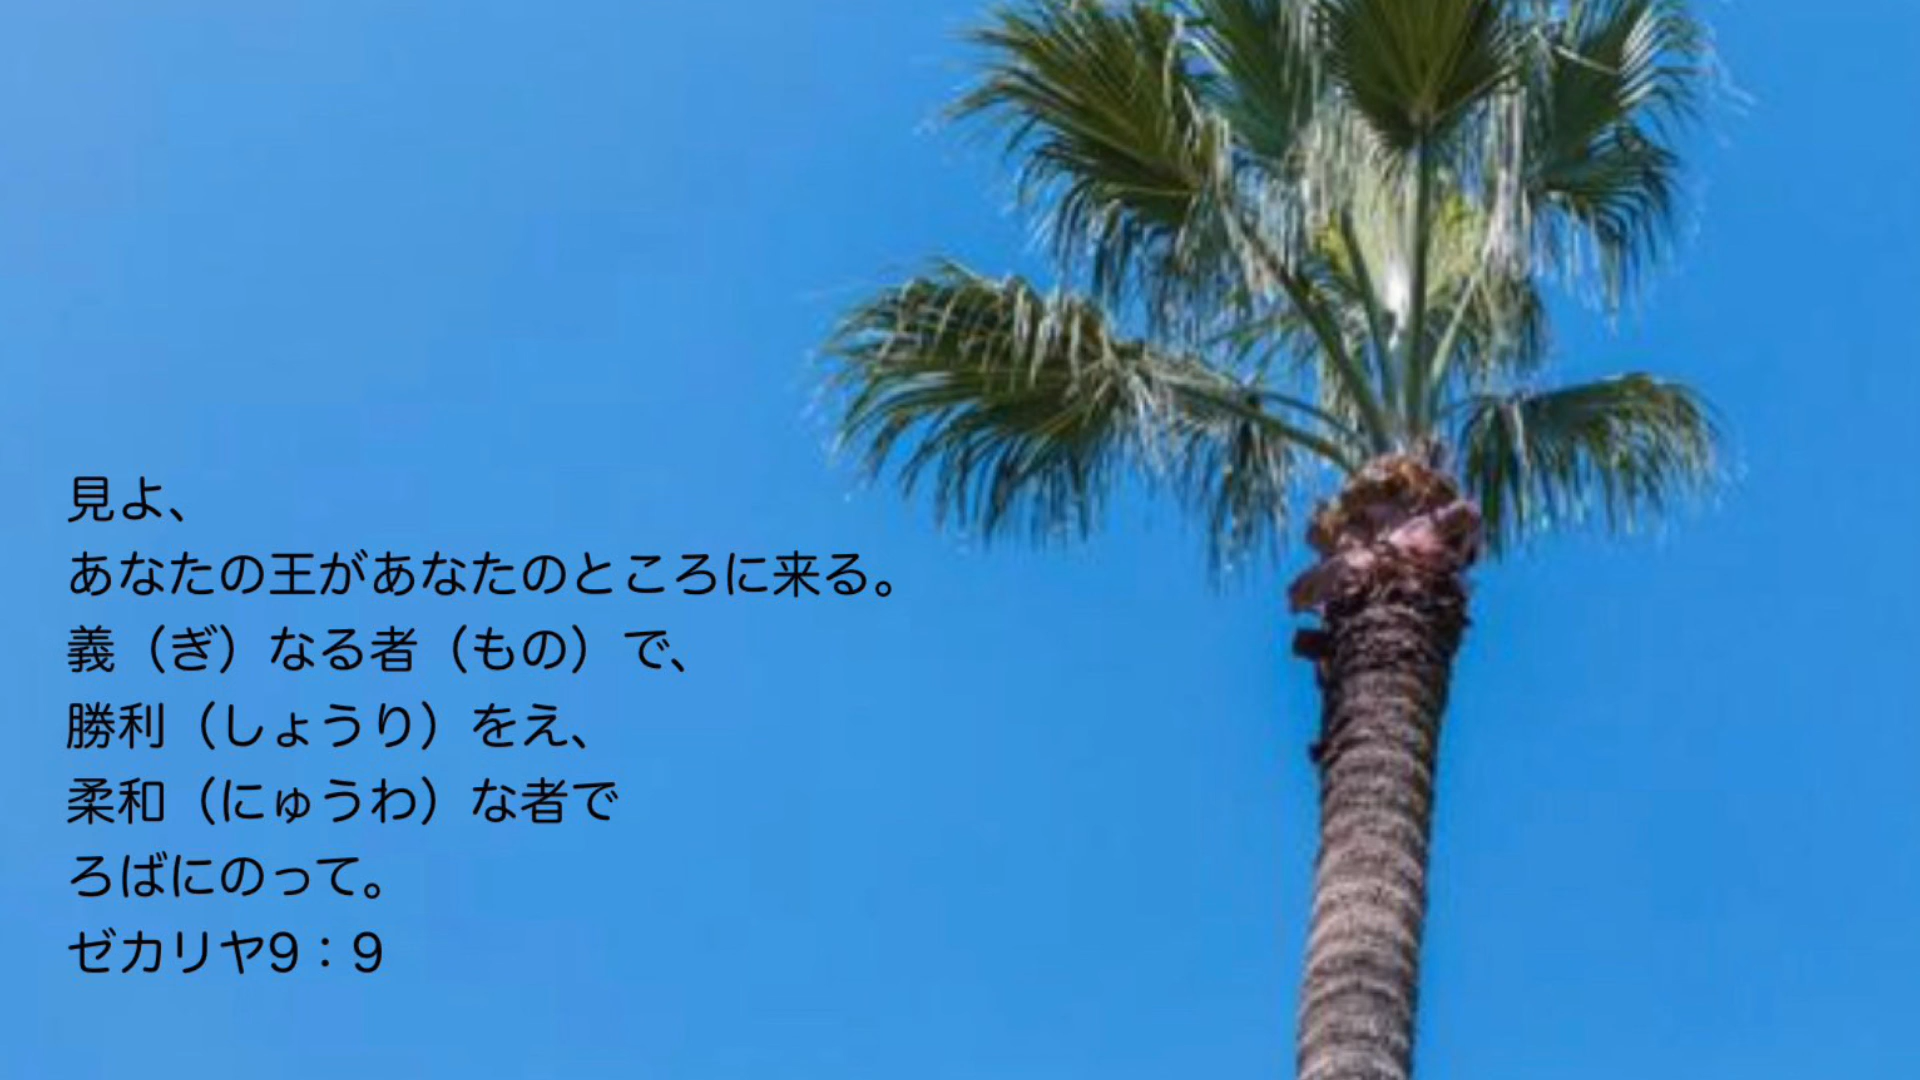 見よ、
あなたの王があなたのところに来る。
義（ぎ）なる者（もの）で、
勝利（しょうり）をえ、
柔和（にゅうわ）な者で
ろばにのって。
ゼカリヤ9：9